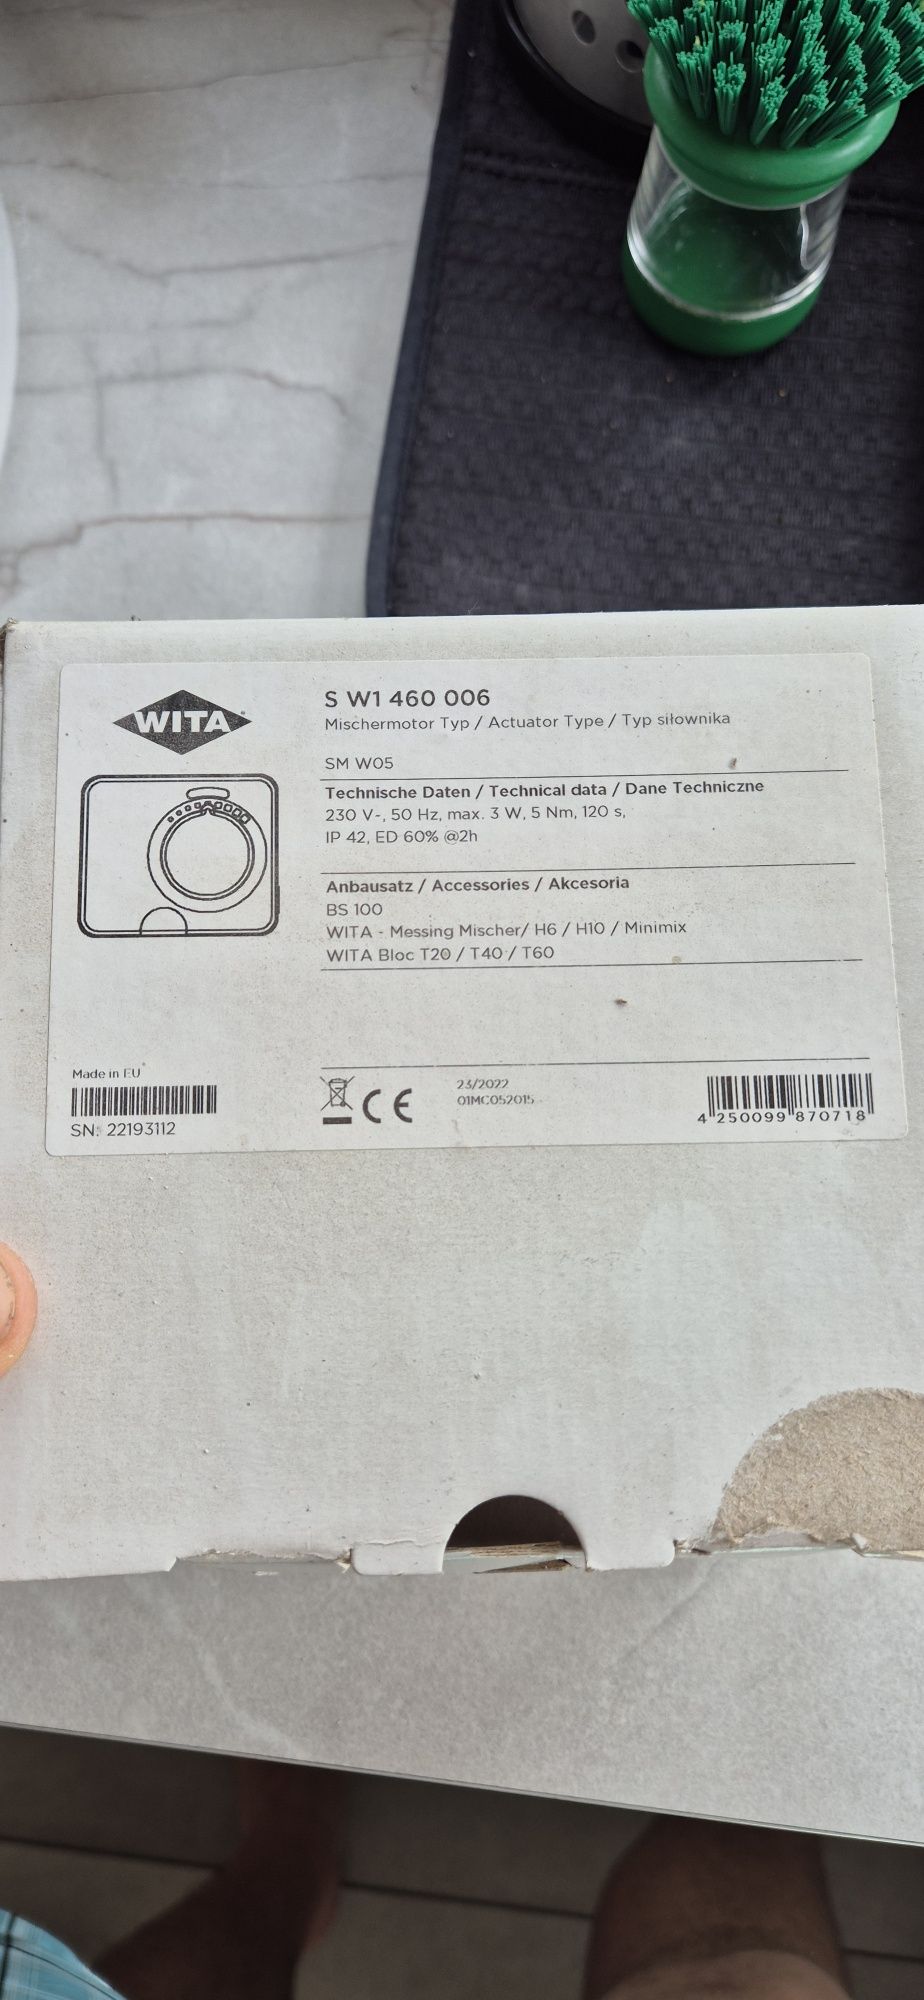 WITA
S W1 460 006
Mischermotor Typ / Actuator Type / Typ siłownika
SM W05
Technische Daten / Technical data / Dane Techniczne
230 V~, 50 Hz, max. 3 W, 5 Nm, 120 s,
IP 42, ED 60% @2h
Anbausatz / Accessories / Akcesoria
BS 100
WITA - Messing Mischer/ H6 / H10 / Minimix
WITA Bloc T20 / T40 / T60
Made in EU
SN: 22193112
CE
23/2022
01MC052015
4 250099 870718